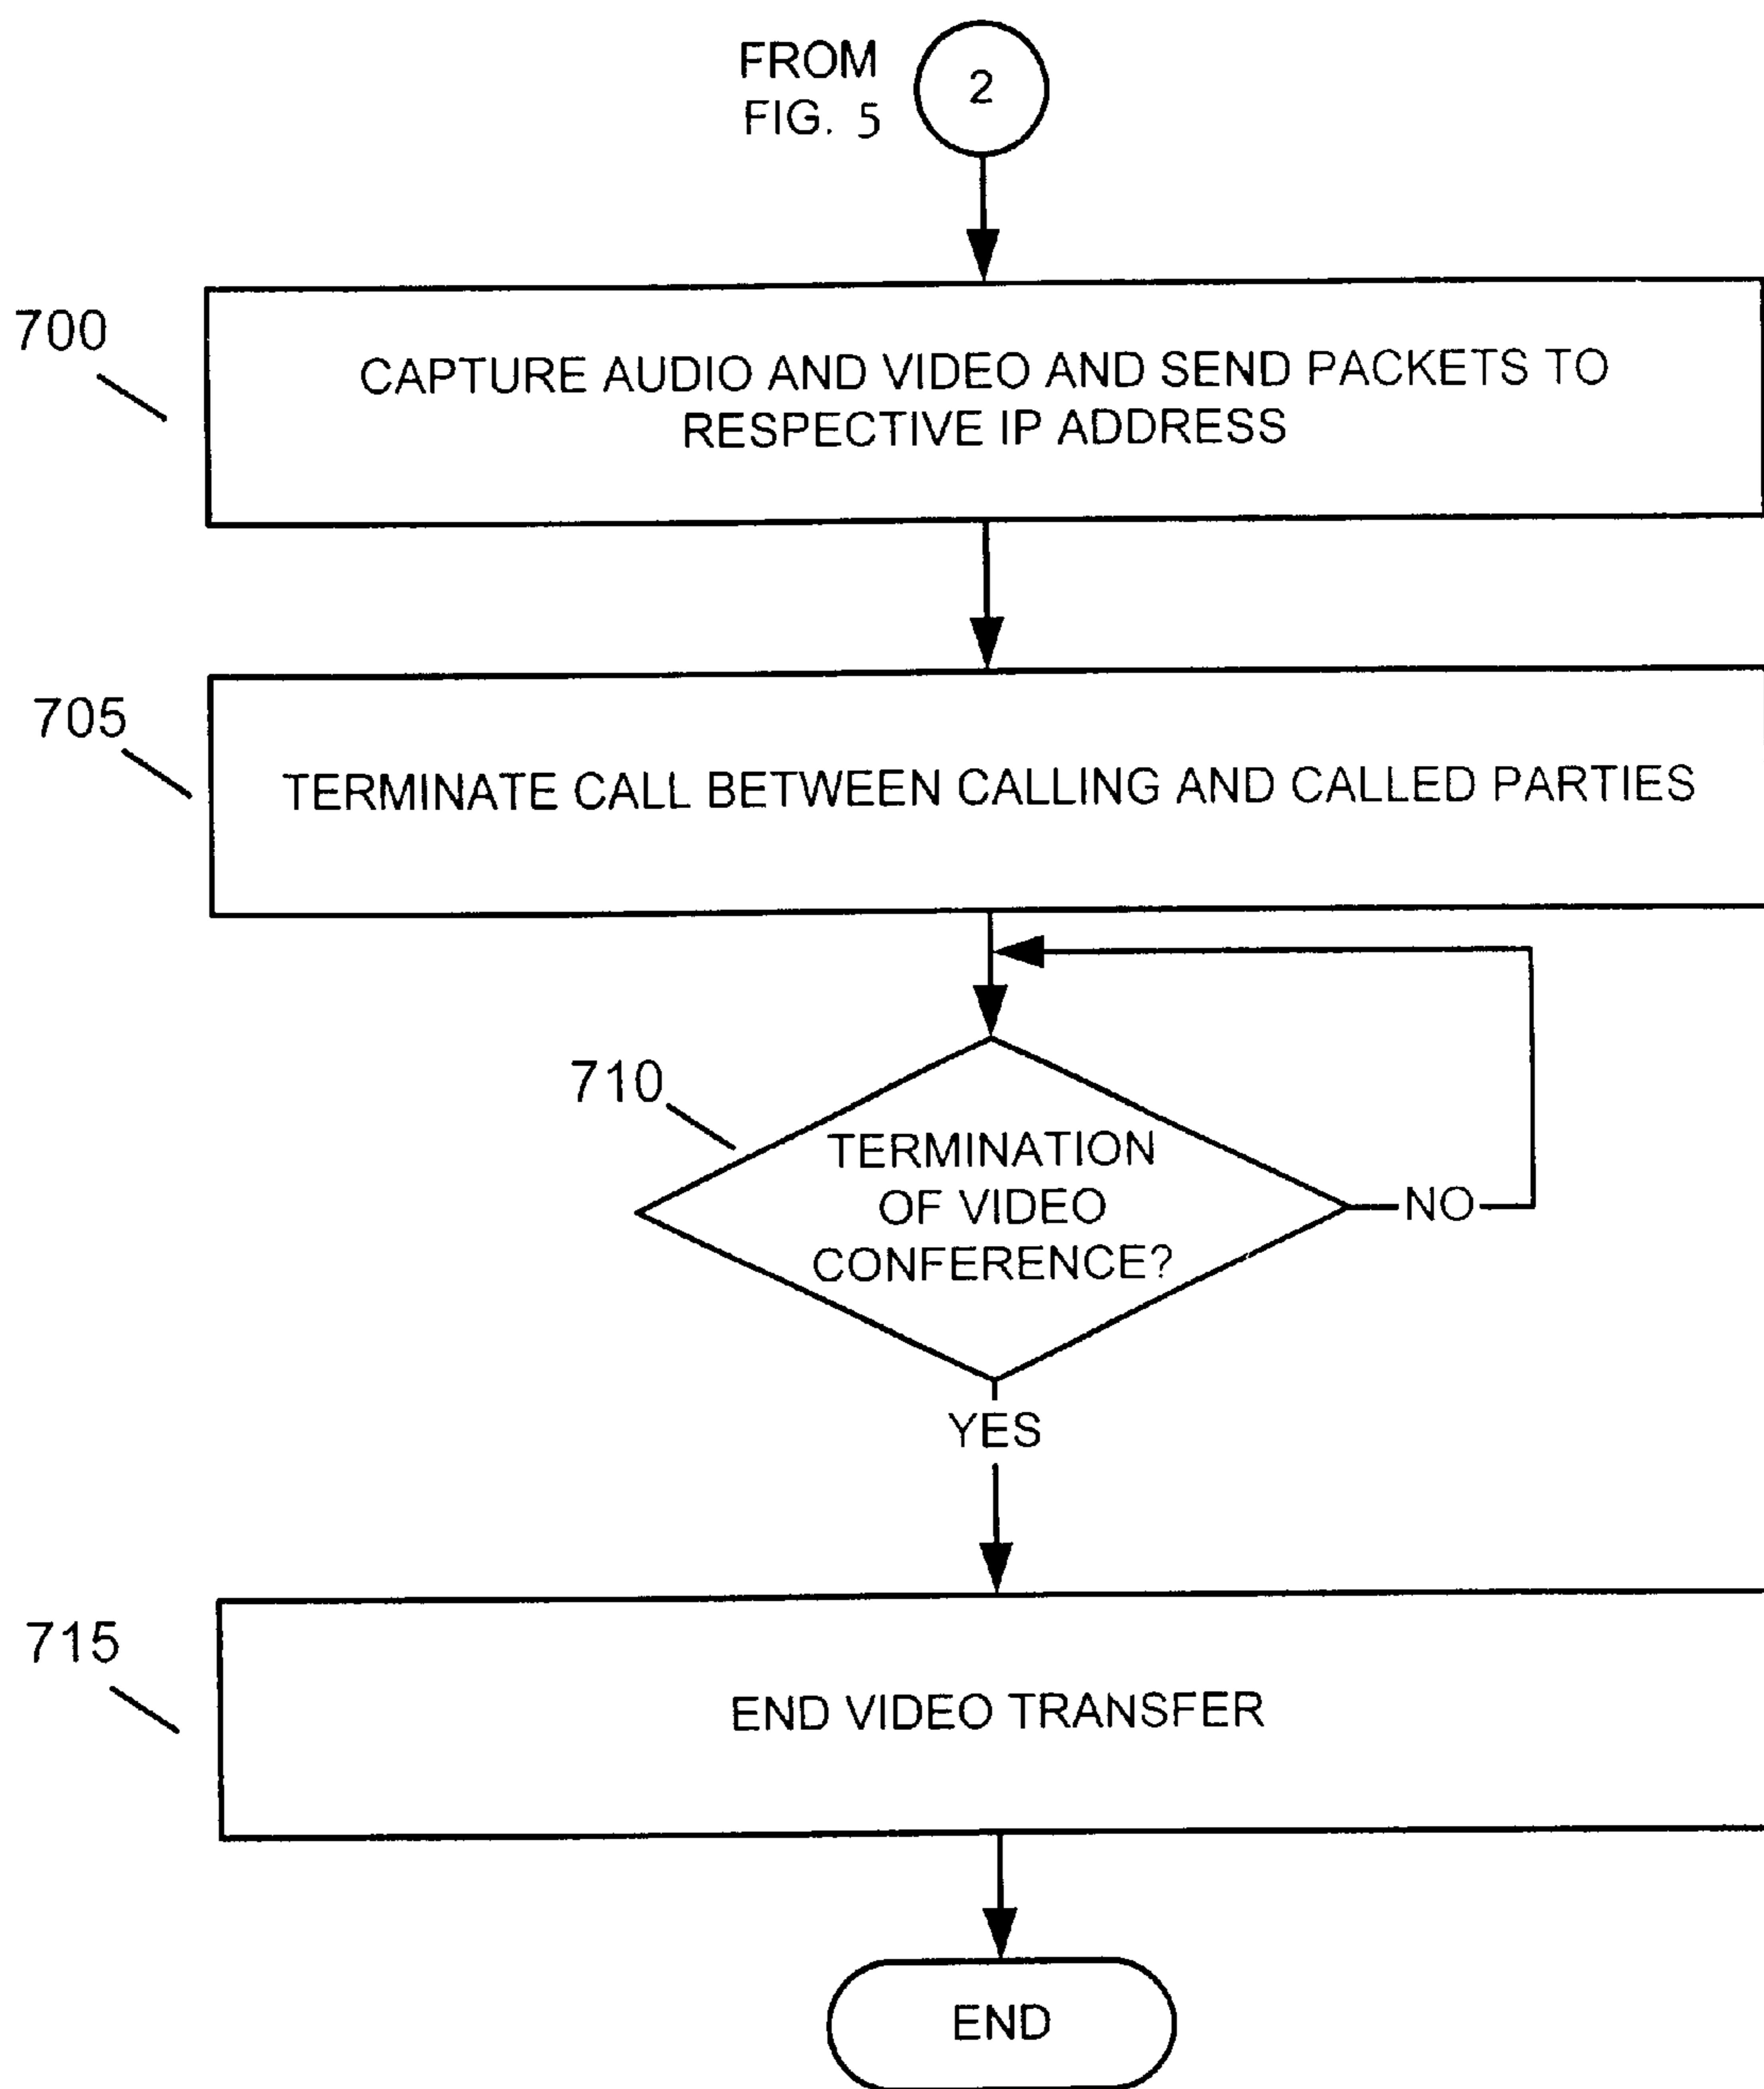 FROM
FIG. 5
2
700
CAPTURE AUDIO AND VIDEO AND SEND PACKETS TO
RESPECTIVE IP ADDRESS
705
TERMINATE CALL BETWEEN CALLING AND CALLED PARTIES
710
TERMINATION
OF VIDEO
CONFERENCE?
NO
YES
715
END VIDEO TRANSFER
END